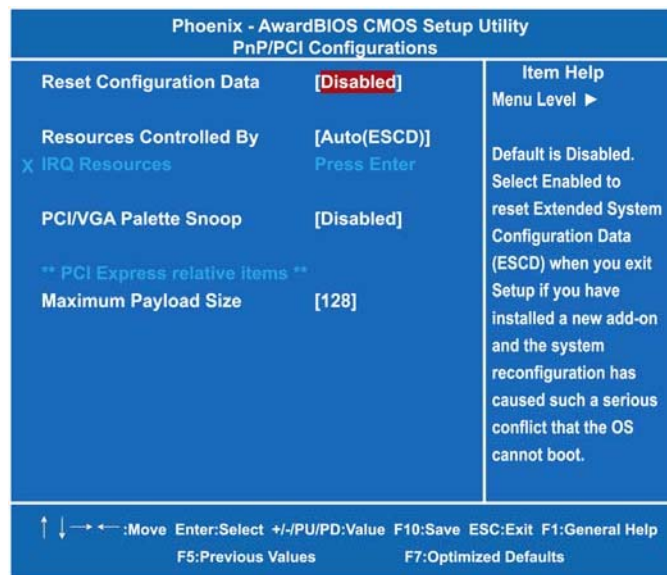 Phoenix - AwardBIOS CMOS Setup Utility
PnP/PCI Configurations
Reset Configuration Data [Disabled]
Resources Controlled By [Auto(ESCD)]
X IRQ Resources Press Enter
PCI/VGA Palette Snoop [Disabled]
** PCI Express relative items **
Maximum Payload Size [128]
Item Help
Menu Level ►
Default is Disabled.
Select Enabled to
reset Extended System
Configuration Data
(ESCD) when you exit
Setup if you have
installed a new add-on
and the system
reconfiguration has
caused such a serious
conflict that the OS
cannot boot.
↑ ↓ → ← :Move Enter:Select +/-/PU/PD:Value F10:Save ESC:Exit F1:General Help
F5:Previous Values F7:Optimized Defaults